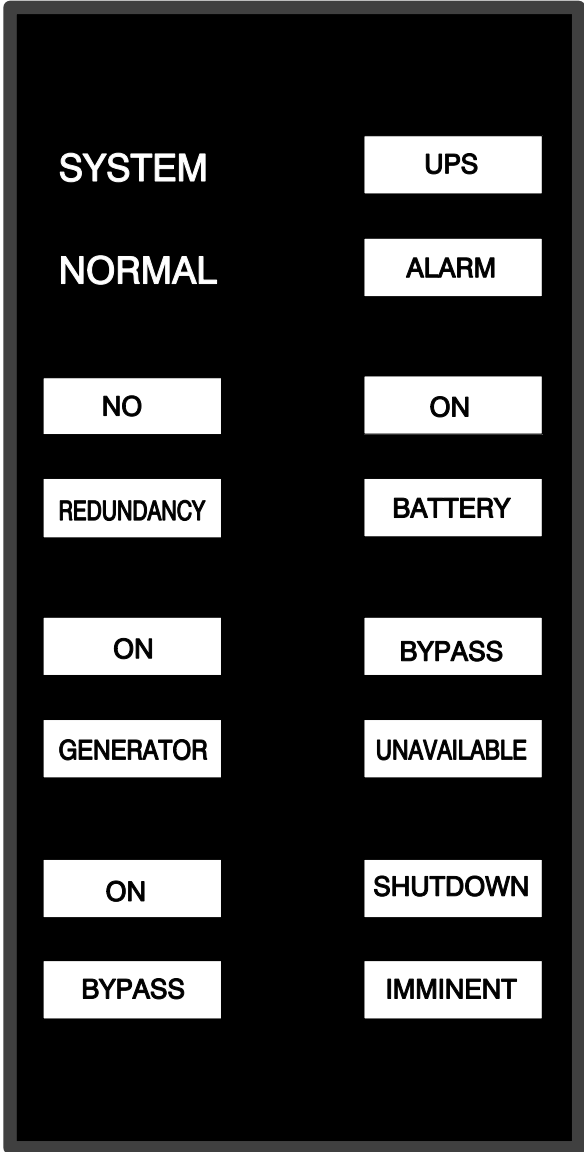 SYSTEM
NORMAL
UPS
ALARM
NO
REDUNDANCY
ON
BATTERY
ON
GENERATOR
BYPASS
UNAVAILABLE
ON
BYPASS
SHUTDOWN
IMMINENT